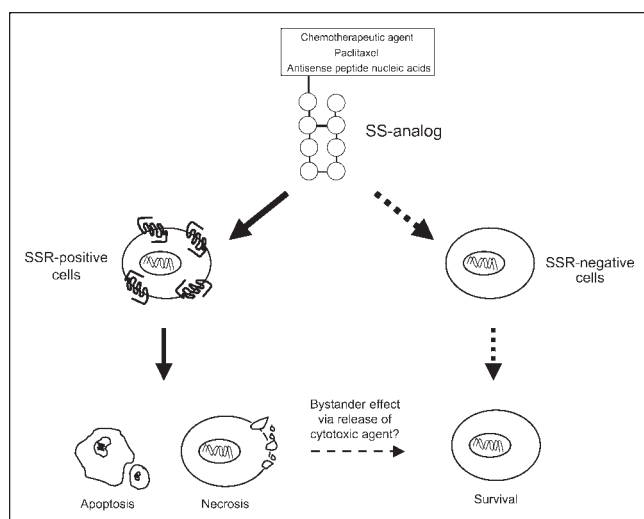 Chemotherapeutic agent
Paclitaxel
Antisense peptide nucleic acids
SS-analog
SSR-positive
cells
SSR-negative
cells
Bystander effect
via release of
cytotoxic agent?
Apoptosis
Necrosis
Survival